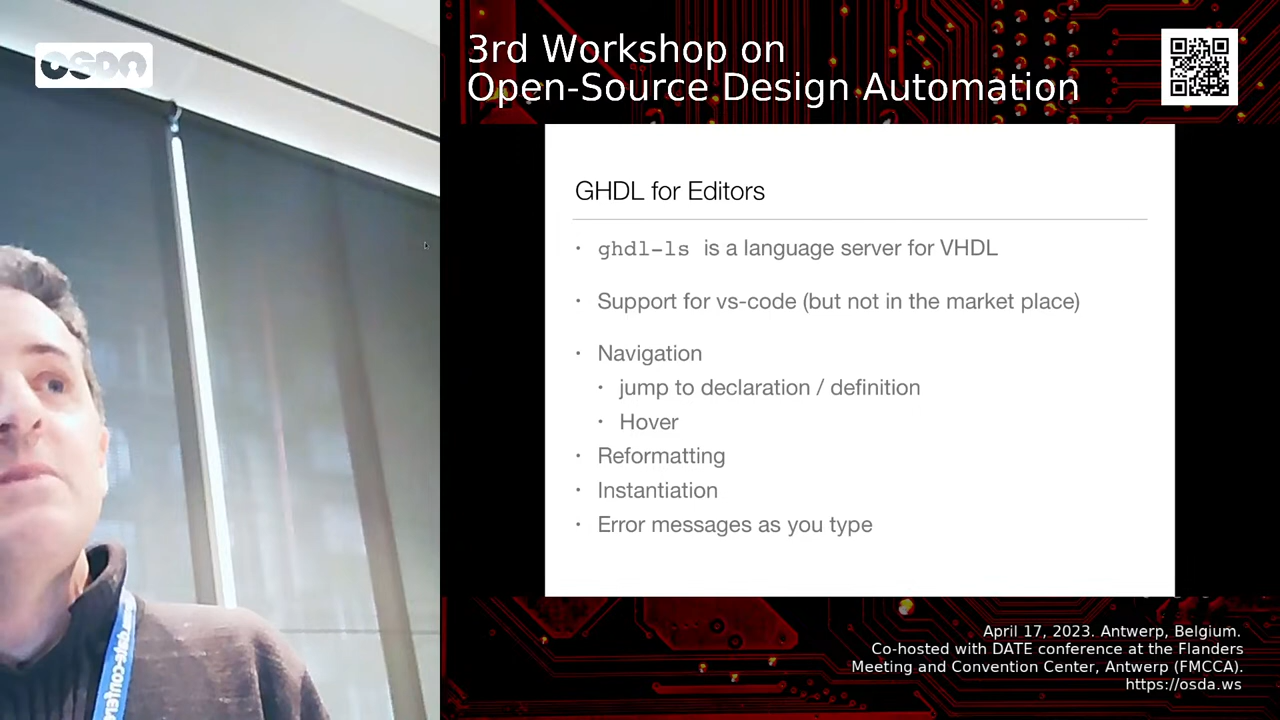 OSDA
3rd Workshop on
Open-Source Design Automation
GHDL for Editors
• ghdl-ls is a language server for VHDL
• Support for vs-code (but not in the market place)
• Navigation
• jump to declaration / definition
• Hover
• Reformatting
• Instantiation
• Error messages as you type
April 17, 2023. Antwerp, Belgium.
Co-hosted with DATE conference at the Flanders
Meeting and Convention Center, Antwerp (FMCCA).
https://osda.ws